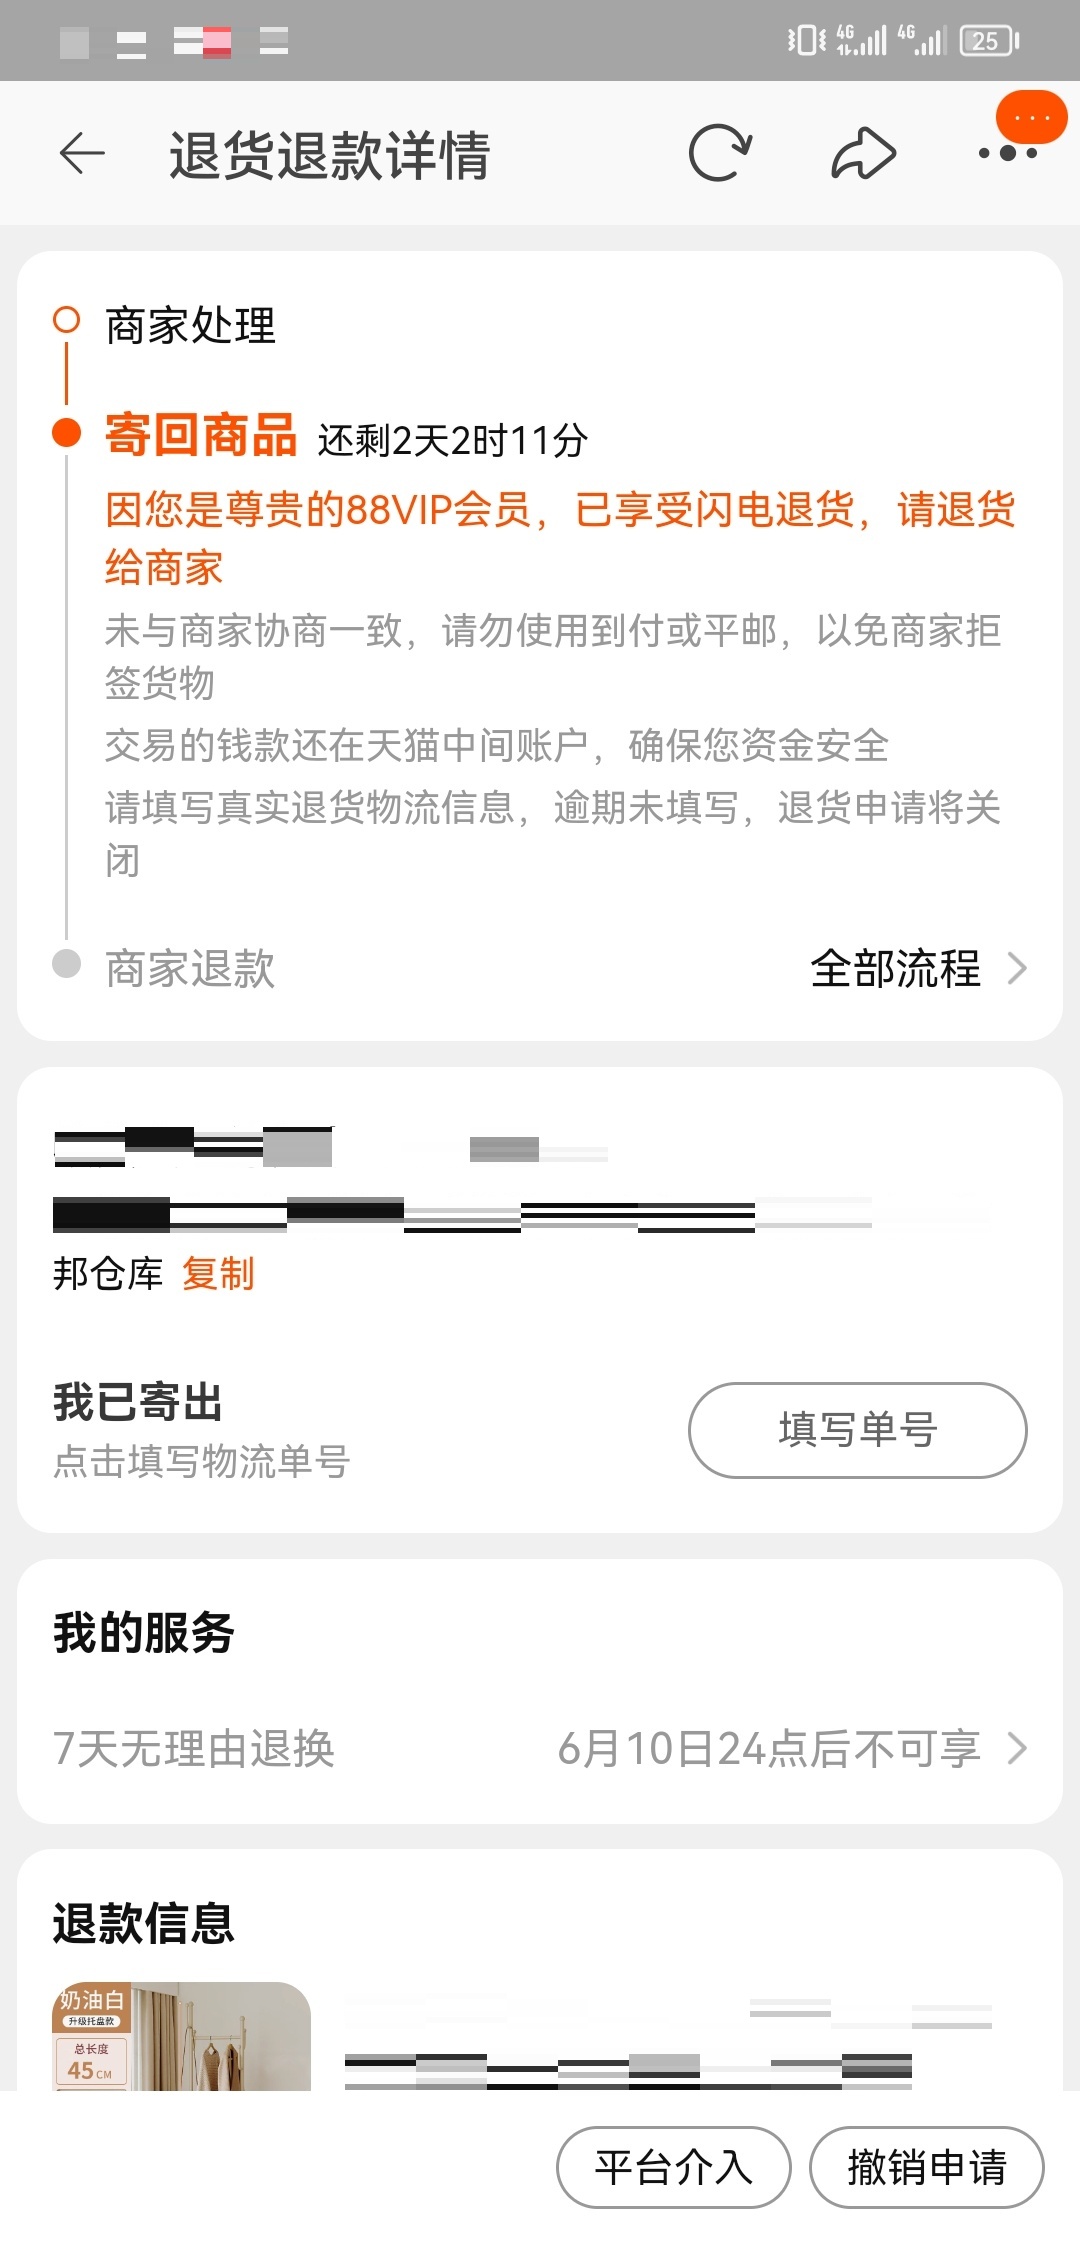 4G 4G 25
退货退款详情
商家处理
寄回商品 还剩2天2时11分
因您是尊贵的88VIP会员，已享受闪电退货，请退货
给商家
未与商家协商一致，请勿使用到付或平邮，以免商家拒
签货物
交易的钱款还在天猫中间账户，确保您资金安全
请填写真实退货物流信息，逾期未填写，退货申请将关
闭
商家退款 全部流程
邦仓库 复制
我已寄出
填写单号
点击填写物流单号
我的服务
7天无理由退换 6月10日24点后不可享
退款信息
奶油白
升级托盘款
总长度
45CM
平台介入 撤销申请